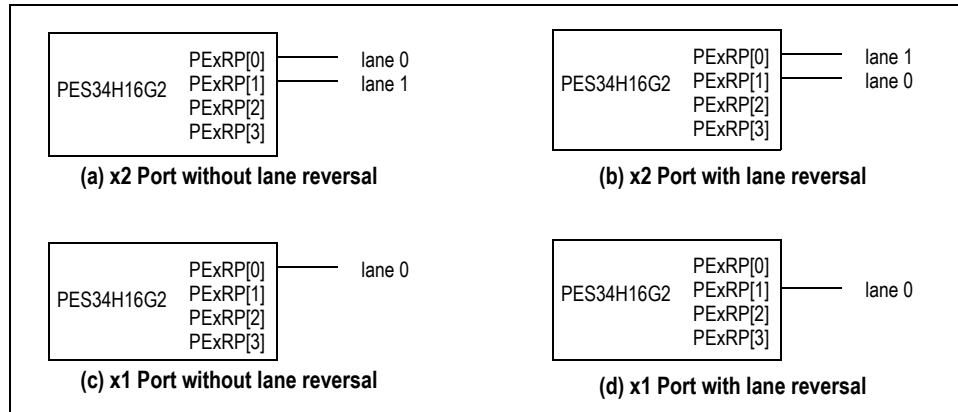 PExRP[0] lane 0
PES34H16G2 PExRP[1] lane 1
PExRP[2]
PExRP[3]
(a) x2 Port without lane reversal
PExRP[0] lane 1
PES34H16G2 PExRP[1] lane 0
PExRP[2]
PExRP[3]
(b) x2 Port with lane reversal
PExRP[0] lane 0
PES34H16G2 PExRP[1]
PExRP[2]
PExRP[3]
(c) x1 Port without lane reversal
PExRP[0]
PES34H16G2 PExRP[1] lane 0
PExRP[2]
PExRP[3]
(d) x1 Port with lane reversal